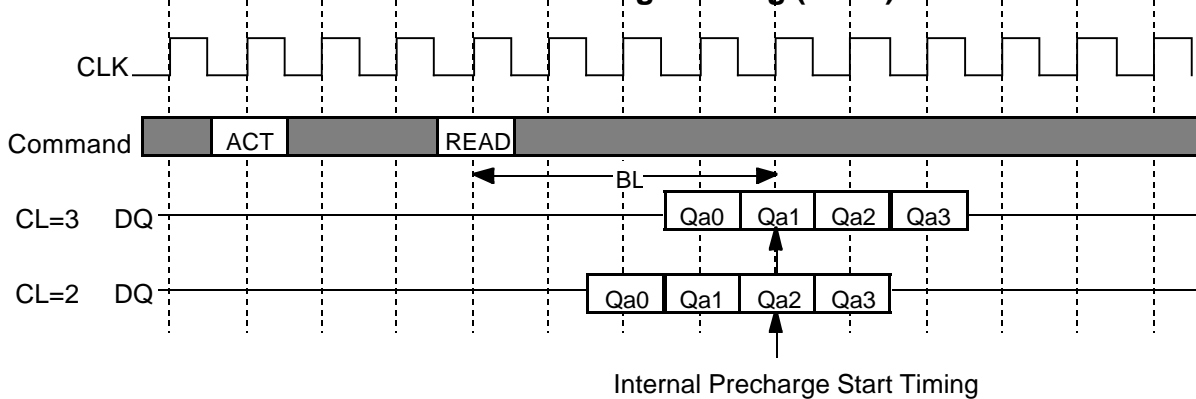 CLK
Command ACT READ
BL
CL=3 DQ Qa0 Qa1 Qa2 Qa3
CL=2 DQ Qa0 Qa1 Qa2 Qa3
Internal Precharge Start Timing